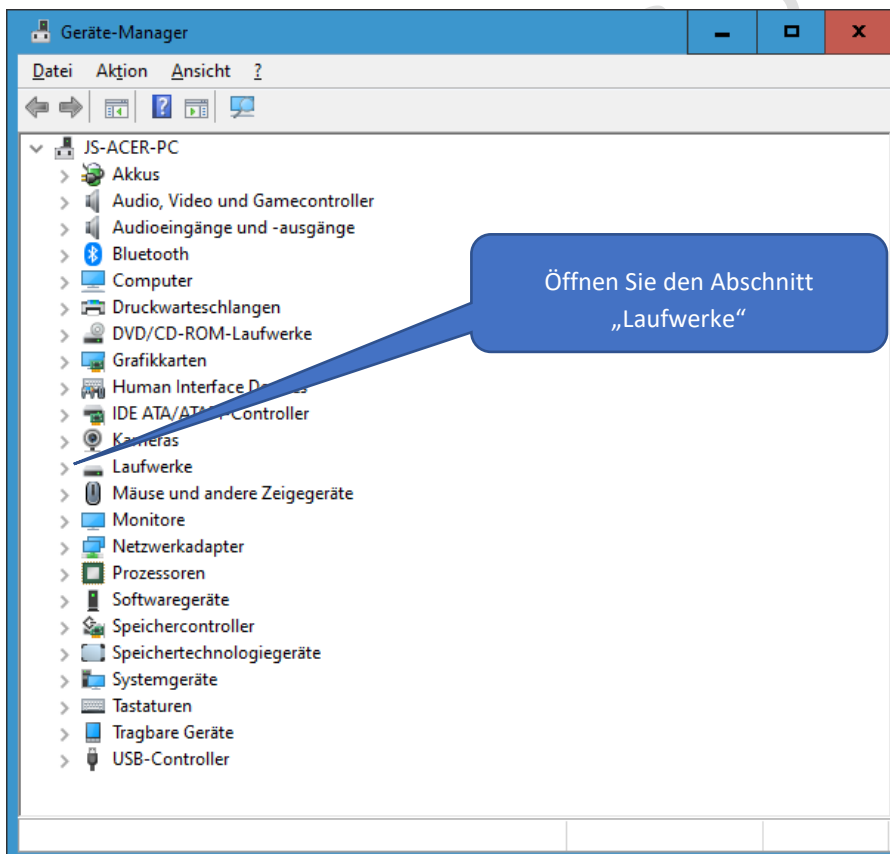 Geräte-Manager
Datei Aktion Ansicht ?
JS-ACER-PC
Akkus
Audio, Video und Gamecontroller
Audioeingänge und -ausgänge
Bluetooth
Computer
Druckwarteschlangen
DVD/CD-ROM-Laufwerke
Grafikkarten
Human Interface
IDE Controller
Kameras
Laufwerke
Mäuse und andere Zeigegeräte
Monitore
Netzwerkadapter
Prozessoren
Softwaregeräte
Speichercontroller
Speichertechnologiegeräte
Systemgeräte
Tastaturen
Tragbare Geräte
USB-Controller
Öffnen Sie den Abschnitt
„Laufwerke“